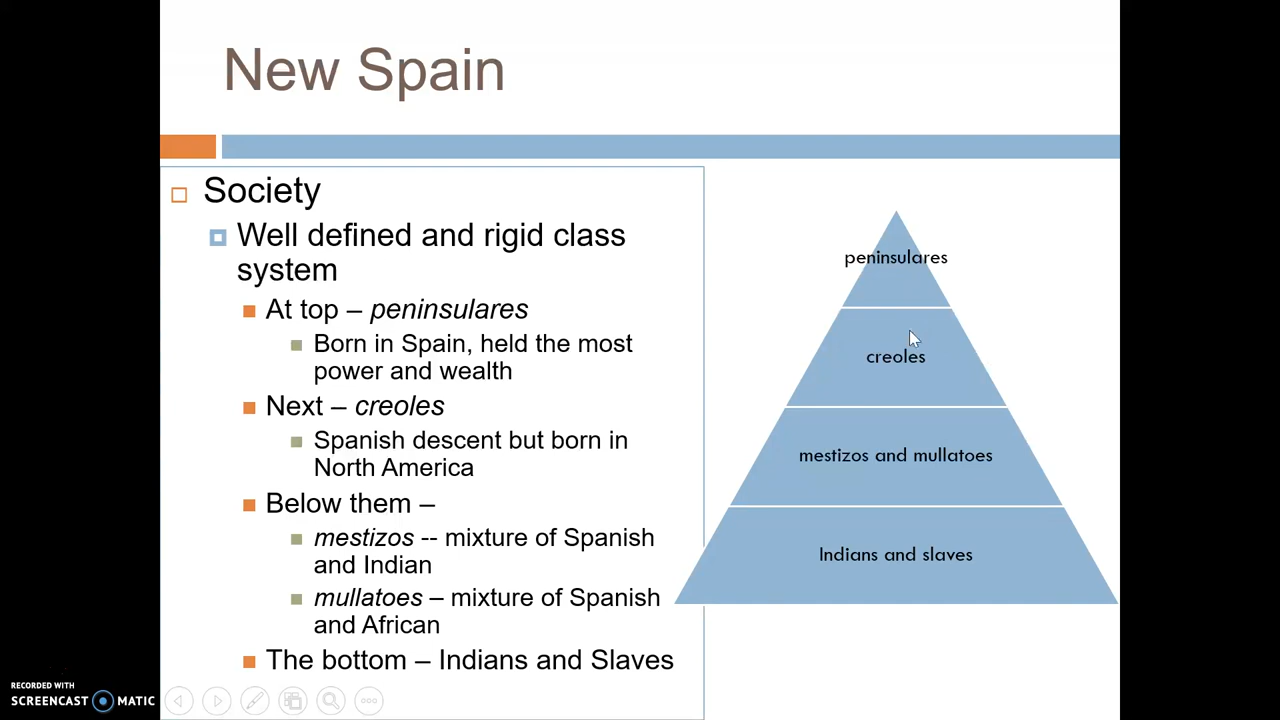 New Spain
Society
Well defined and rigid class
system
At top – peninsulares
Born in Spain, held the most
power and wealth
Next – creoles
Spanish descent but born in
North America
Below them –
mestizos -- mixture of Spanish
and Indian
mullatoes – mixture of Spanish
and African
The bottom – Indians and Slaves
peninsulares
creoles
mestizos and mullatoes
Indians and slaves
RECORDED WITH
SCREENCAST MATIC